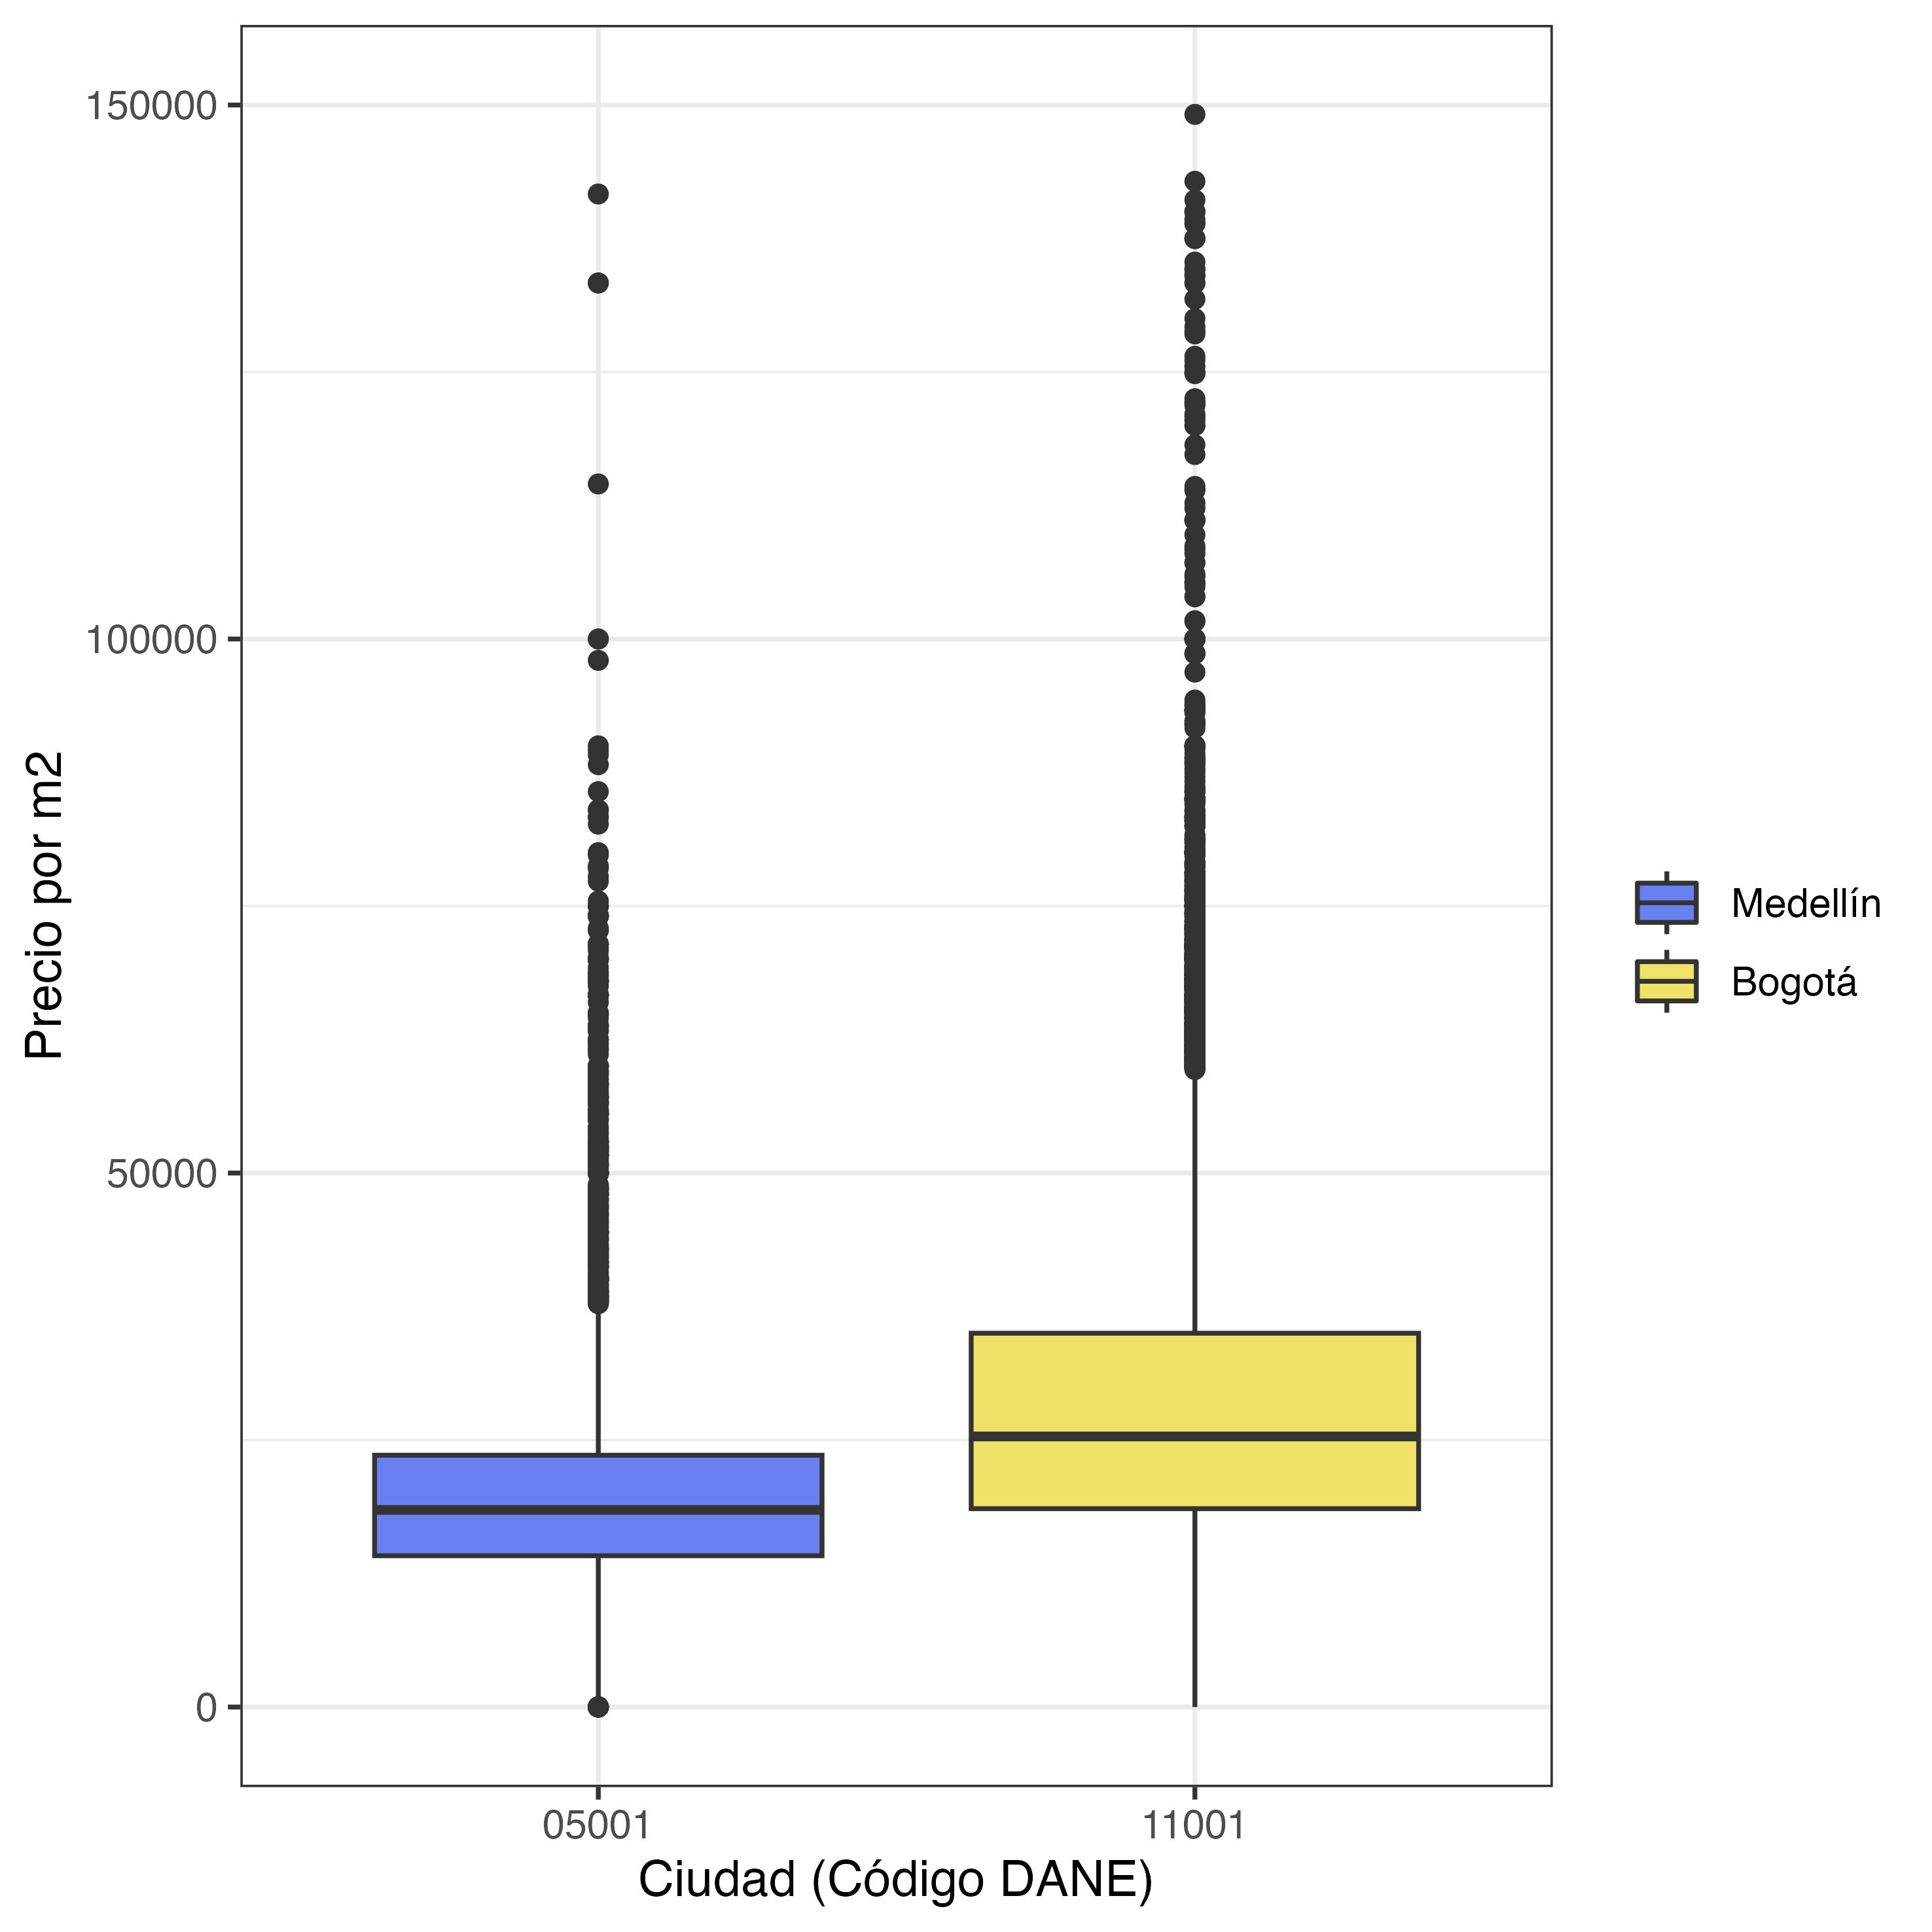 Precio por m2
150000
100000
50000
0
05001
11001
Ciudad (Código DANE)
Medellín
Bogotá